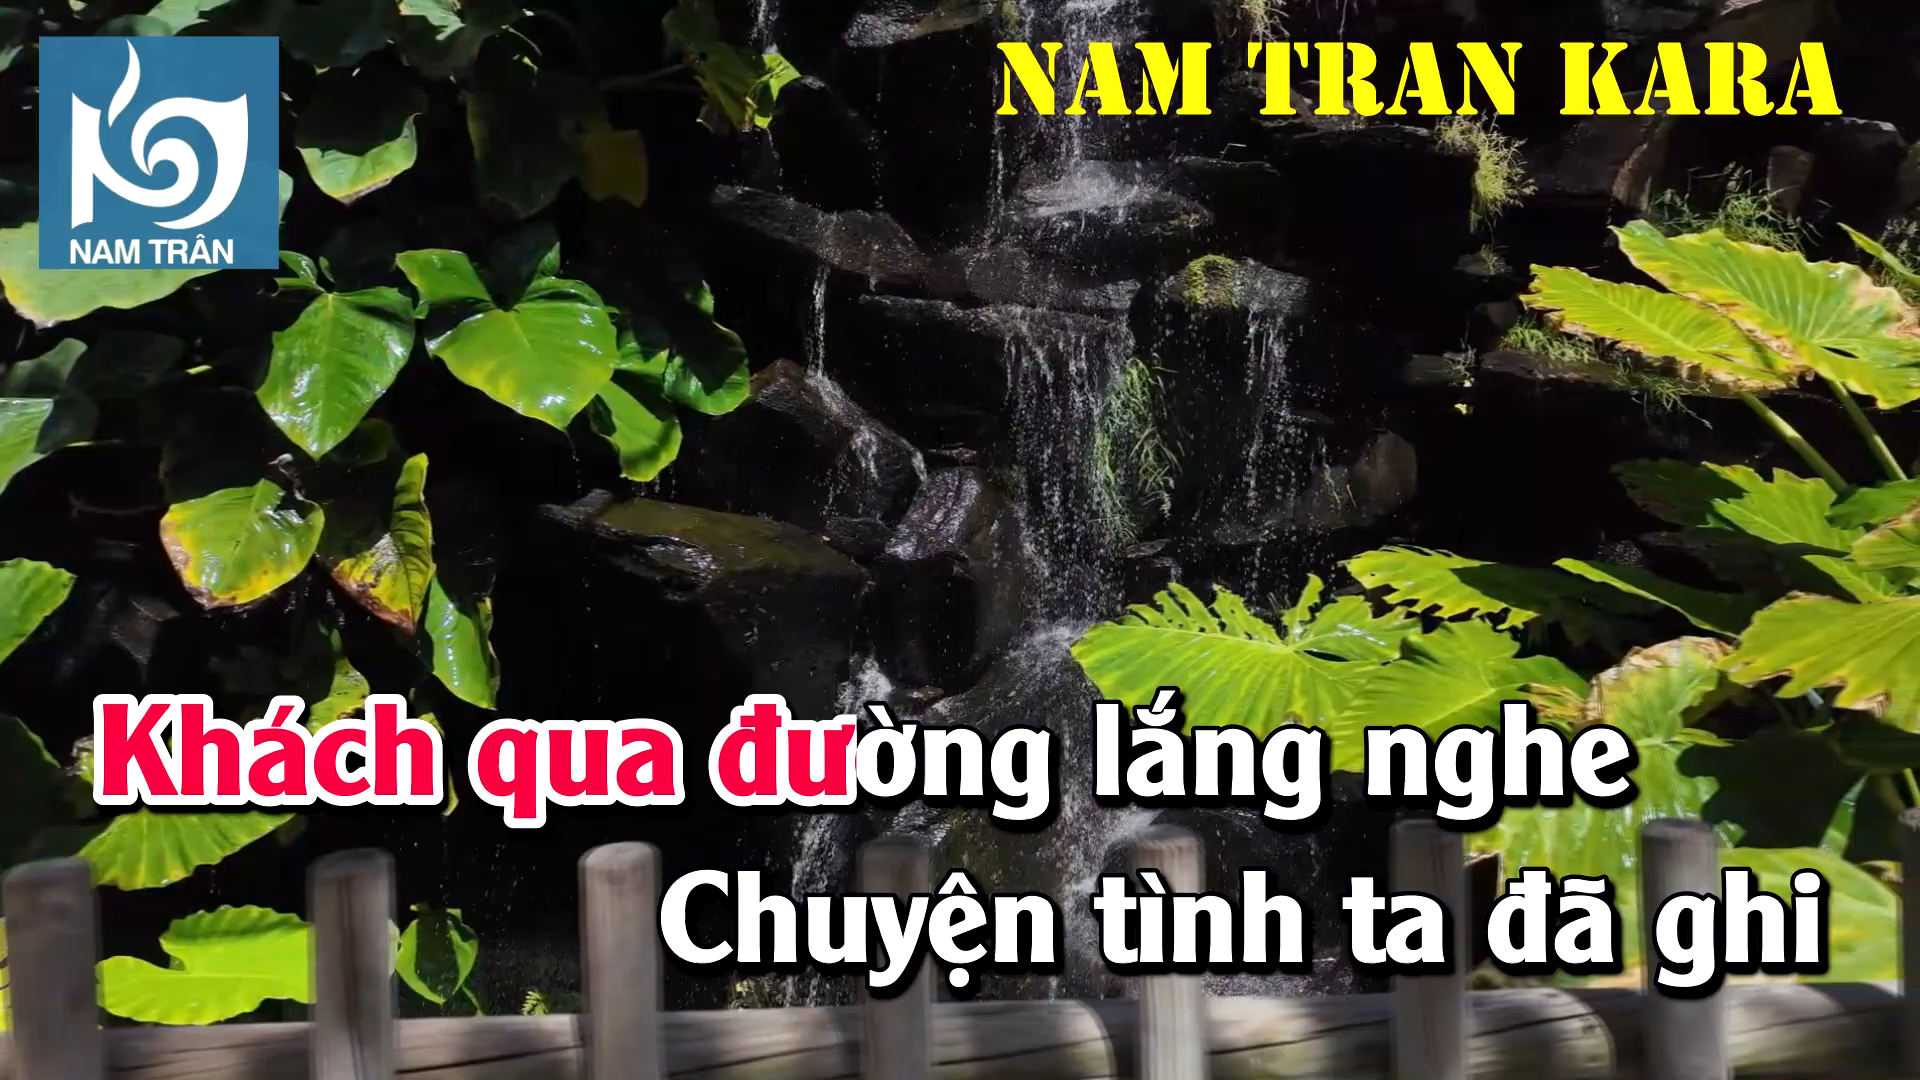 NAM TRAN KARA
NAM TRÂN
Khách qua đường lắng nghe
Chuyện tình ta đã ghi